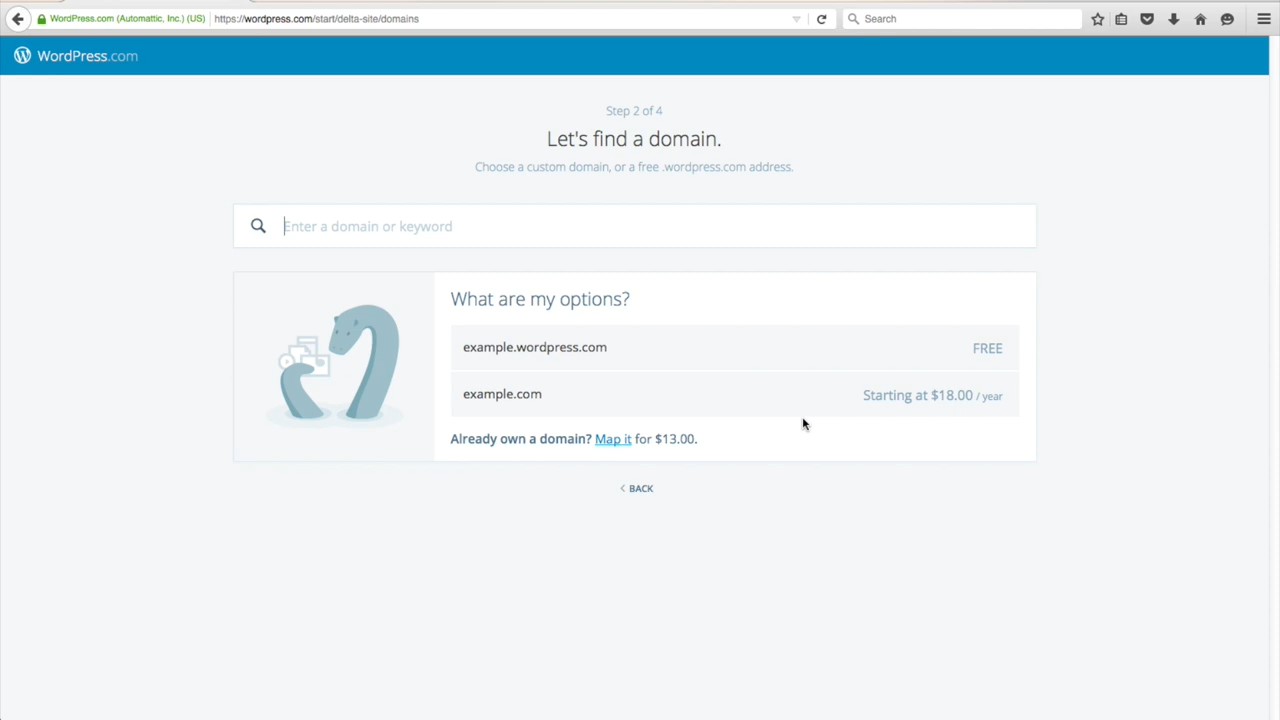 WordPress.com (Automattic, Inc.) (US) https://wordpress.com/start/delta-site/domains Search
WordPress.com
Step 2 of 4
Let's find a domain.
Choose a custom domain, or a free .wordpress.com address.
Enter a domain or keyword
What are my options?
example.wordpress.com FREE
example.com Starting at $18.00 / year
Already own a domain? Map it for $13.00.
BACK